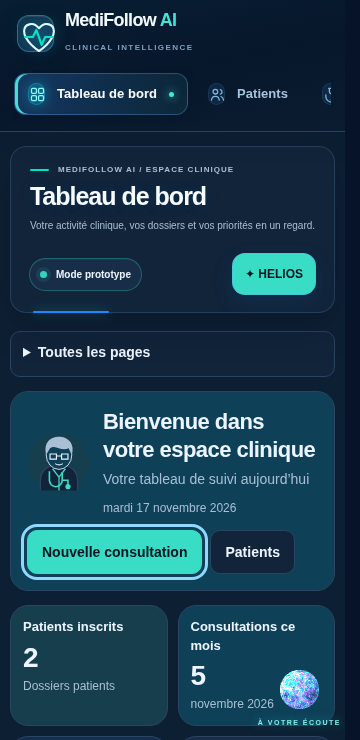 MediFollow AI
CLINICAL INTELLIGENCE
Tableau de bord
Patients
MEDIFOLLOW AI / ESPACE CLINIQUE
Tableau de bord
Votre activité clinique, vos dossiers et vos priorités en un regard.
Mode prototype
✦ HELIOS
▶ Toutes les pages
Bienvenue dans
votre espace clinique
Votre tableau de suivi aujourd’hui
mardi 17 novembre 2026
Nouvelle consultation
Patients
Patients inscrits
2
Dossiers patients
Consultations ce
mois
5
novembre 2026
À VOTRE ÉCOUTE